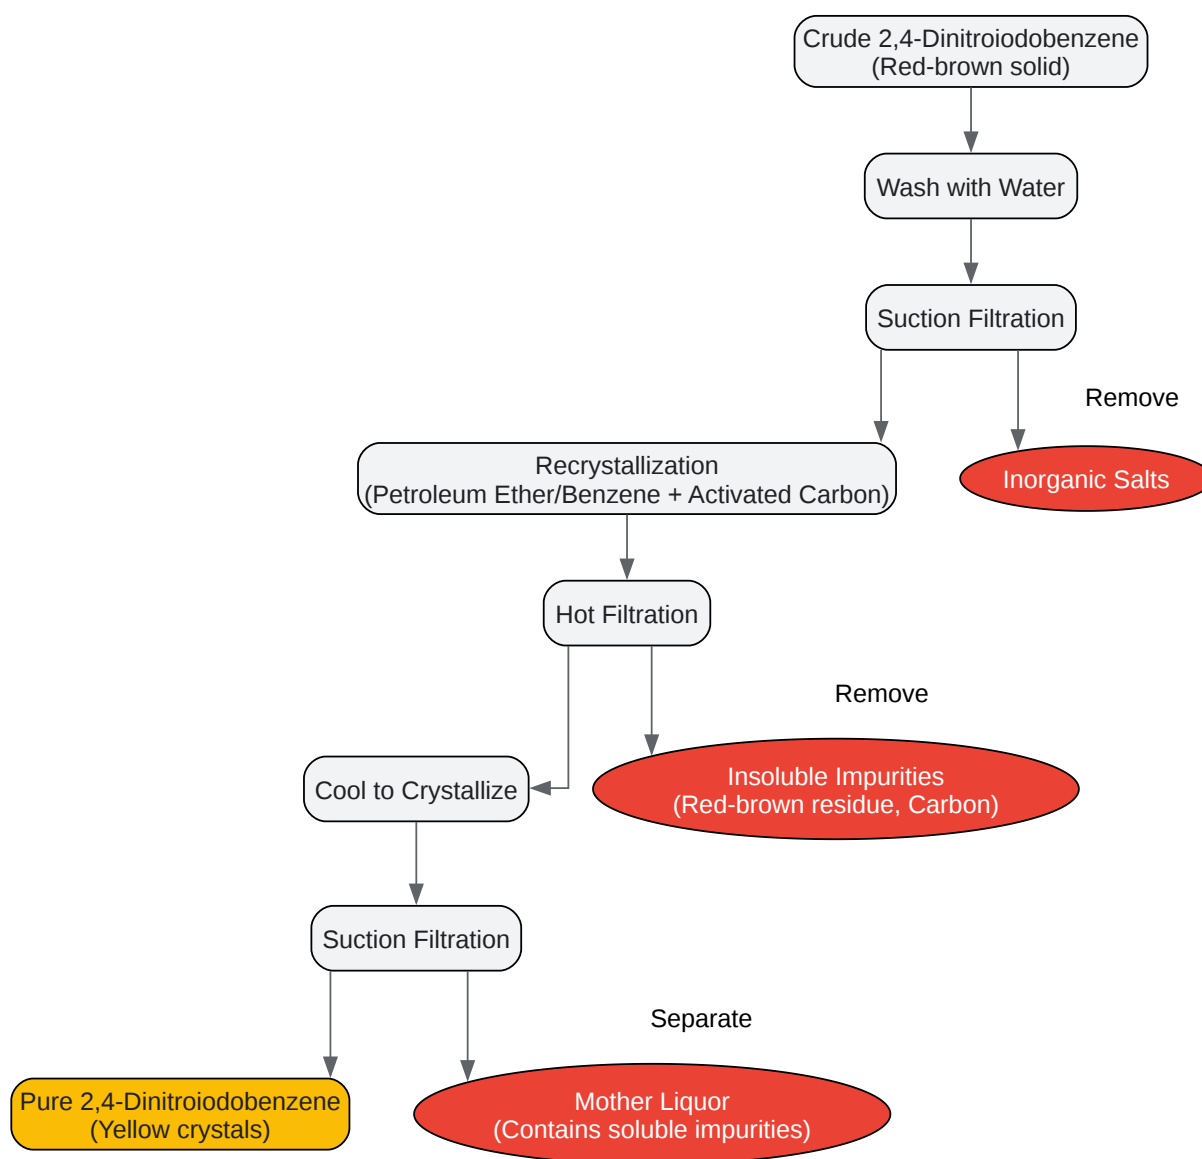 Crude 2,4-Dinitroiodobenzene
(Red-brown solid)
Wash with Water
Suction Filtration
Remove
Inorganic Salts
Recrystallization
(Petroleum Ether/Benzene + Activated Carbon)
Hot Filtration
Remove
Insoluble Impurities
(Red-brown residue, Carbon)
Cool to Crystallize
Suction Filtration
Separate
Mother Liquor
(Contains soluble impurities)
Pure 2,4-Dinitroiodobenzene
(Yellow crystals)